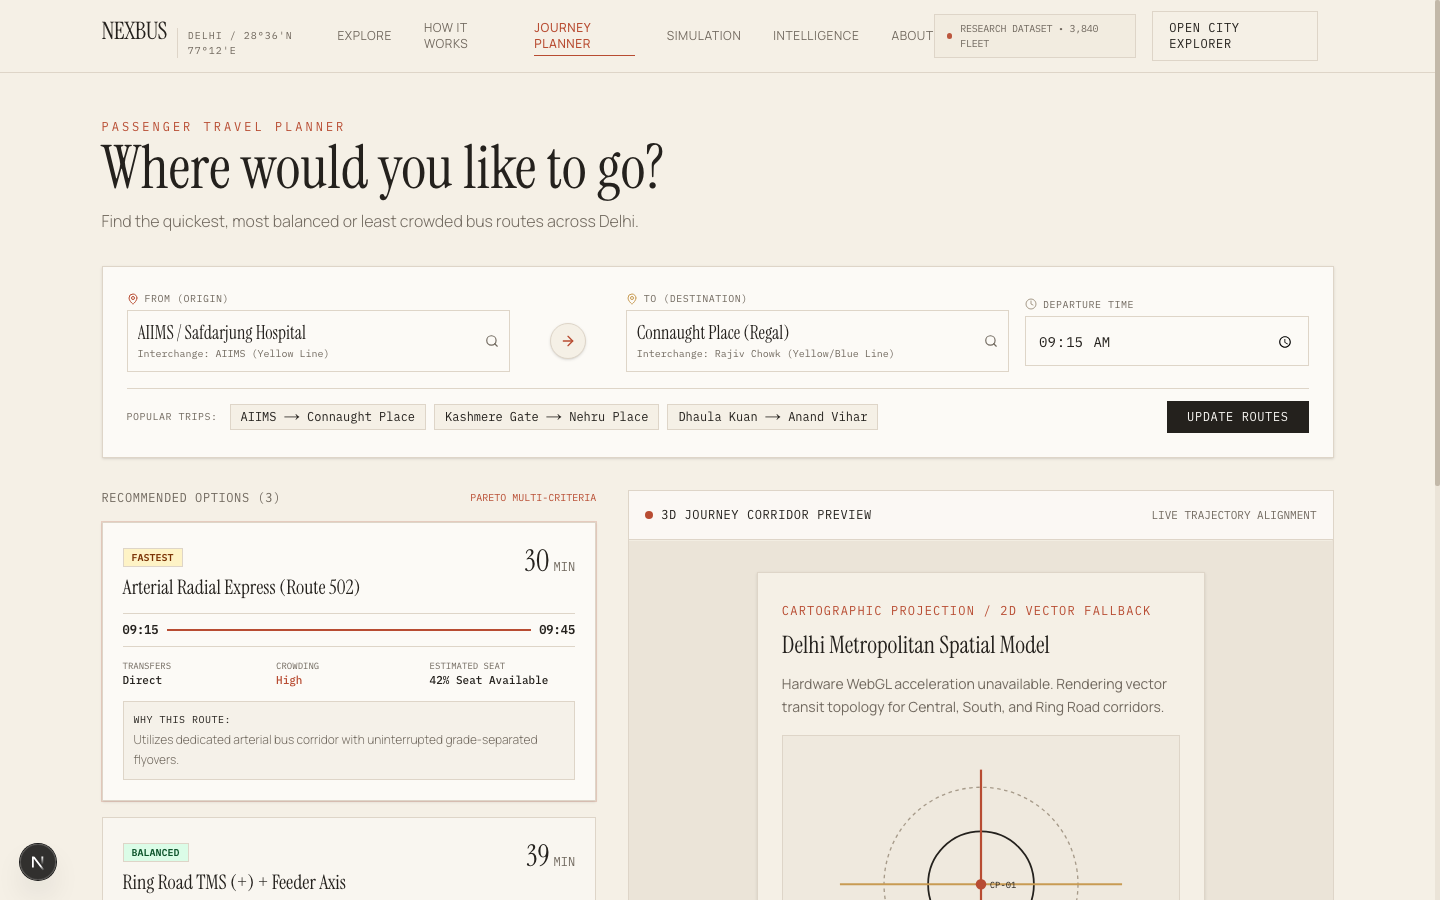 NEXBUS
DELHI / 28°36'N
77°12'E
EXPLORE
HOW IT
WORKS
JOURNEY
PLANNER
SIMULATION
INTELLIGENCE
ABOUT
RESEARCH DATASET • 3,840
FLEET
OPEN CITY
EXPLORER
PASSENGER TRAVEL PLANNER
Where would you like to go?
Find the quickest, most balanced or least crowded bus routes across Delhi.
FROM (ORIGIN)
AIIMS / Safdarjung Hospital
Interchange: AIIMS (Yellow Line)
TO (DESTINATION)
Connaught Place (Regal)
Interchange: Rajiv Chowk (Yellow/Blue Line)
DEPARTURE TIME
09:15 AM
POPULAR TRIPS:
AIIMS ⟶ Connaught Place
Kashmere Gate ⟶ Nehru Place
Dhaula Kuan ⟶ Anand Vihar
UPDATE ROUTES
RECOMMENDED OPTIONS (3)
PARETO MULTI-CRITERIA
FASTEST
30 MIN
Arterial Radial Express (Route 502)
09:15
09:45
TRANSFERS
Direct
CROWDING
High
ESTIMATED SEAT
42% Seat Available
WHY THIS ROUTE:
Utilizes dedicated arterial bus corridor with uninterrupted grade-separated
flyovers.
BALANCED
39 MIN
Ring Road TMS (+) + Feeder Axis
3D JOURNEY CORRIDOR PREVIEW
LIVE TRAJECTORY ALIGNMENT
CARTOGRAPHIC PROJECTION / 2D VECTOR FALLBACK
Delhi Metropolitan Spatial Model
Hardware WebGL acceleration unavailable. Rendering vector
transit topology for Central, South, and Ring Road corridors.
CP-01
N